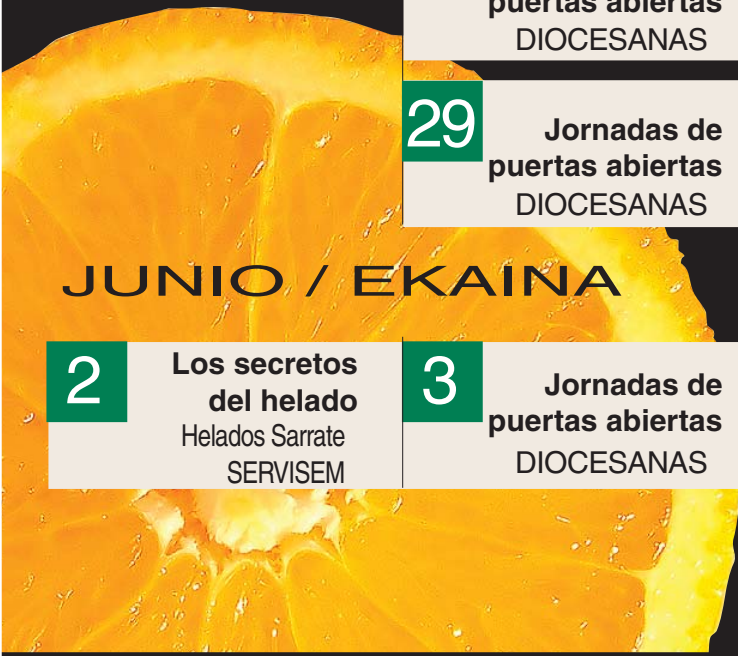 puertas abiertas
DIOCESANAS
29
Jornadas de
puertas abiertas
DIOCESANAS
JUNIO / EKAINA
2
Los secretos
del helado
Helados Sarrate
SERVISEM
3
Jornadas de
puertas abiertas
DIOCESANAS